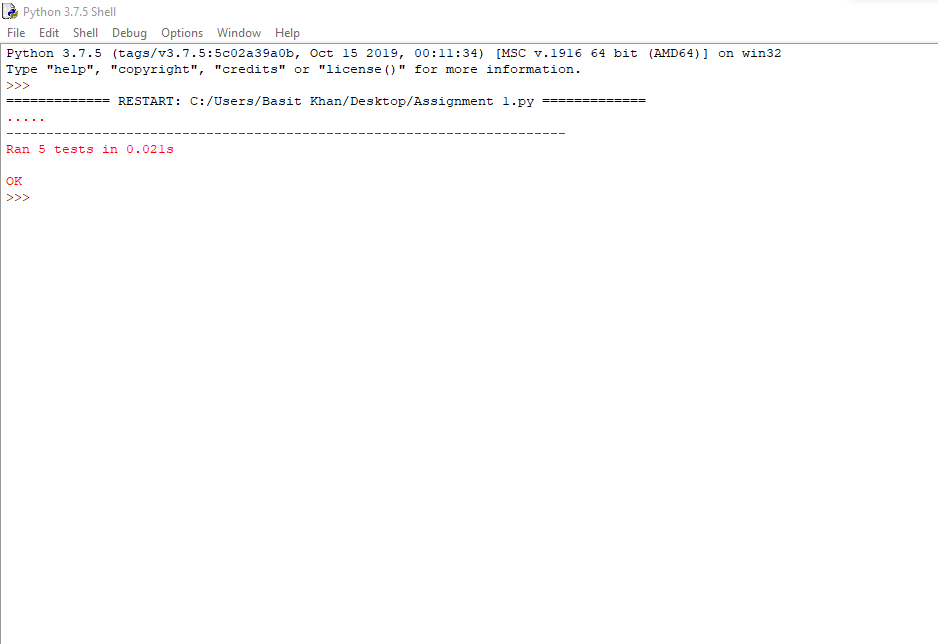 Python 3.7.5 Shell
File Edit Shell Debug Options Window Help
Python 3.7.5 (tags/v3.7.5:5c02a39a0b, Oct 15 2019, 00:11:34) [MSC v.1916 64 bit (AMD64)] on win32
Type "help", "copyright", "credits" or "license()" for more information.
>>>
============= RESTART: C:/Users/Basit Khan/Desktop/Assignment 1.py =============
.....
----------------------------------------------------------------------
Ran 5 tests in 0.021s
OK
>>>